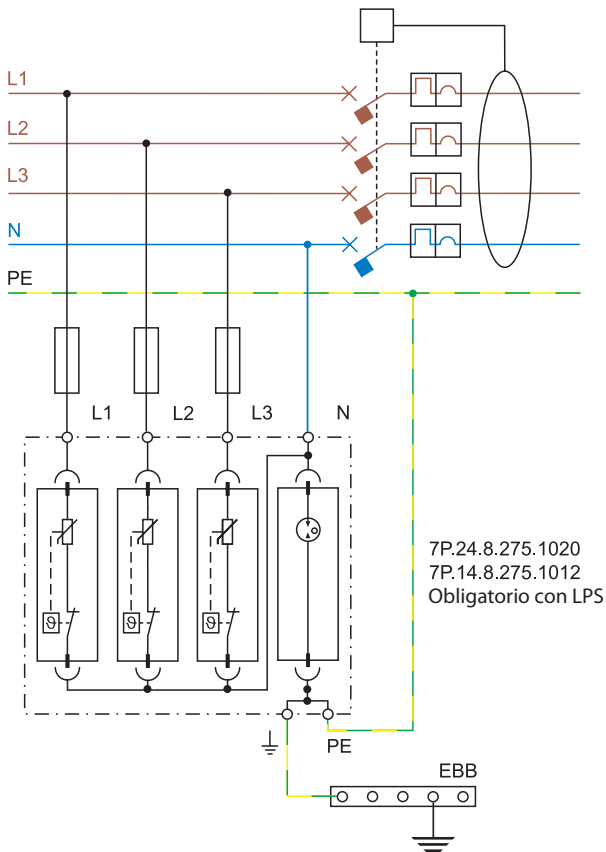 L1
L2
L3
N
PE
L1 L2 L3 N
ϑ ϑ ϑ
7P.24.8.275.1020
7P.14.8.275.1012
Obligatorio con LPS
PE
EBB